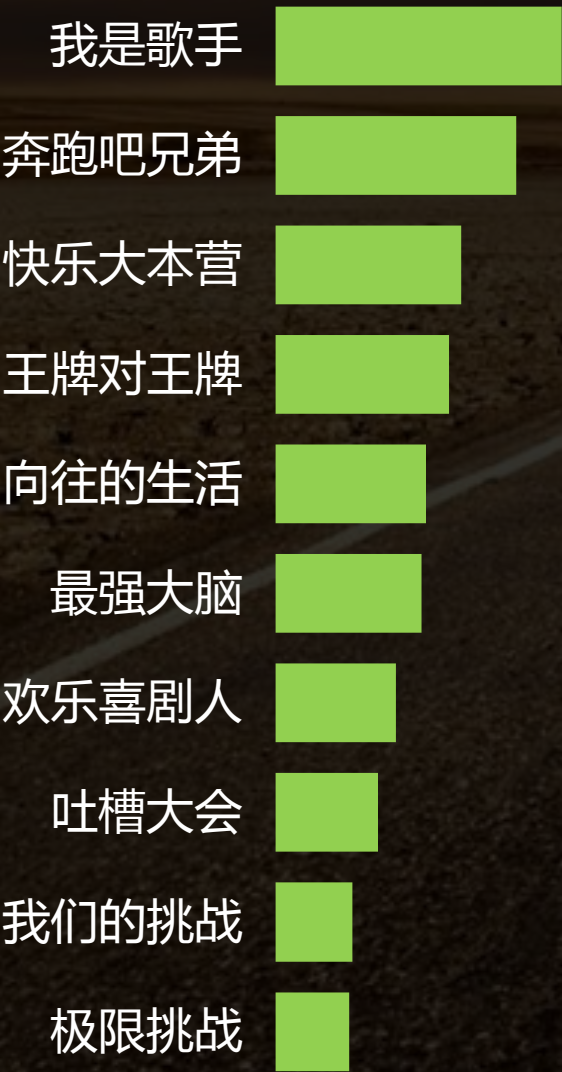 我是歌手
奔跑吧兄弟
快乐大本营
王牌对王牌
向往的生活
最强大脑
欢乐喜剧人
吐槽大会
我们的挑战
极限挑战